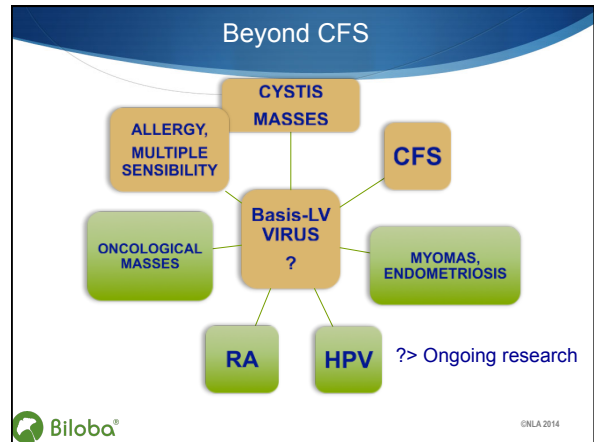 Beyond CFS
CYSTIS
MASSES
ALLERGY,
MULTIPLE
SENSIBILITY
CFS
Basis-LV
VIRUS
?
ONCOLOGICAL
MASSES
MYOMAS,
ENDOMETRIOSIS
RA
HPV
?> Ongoing research
Biloba®
©NLA 2014